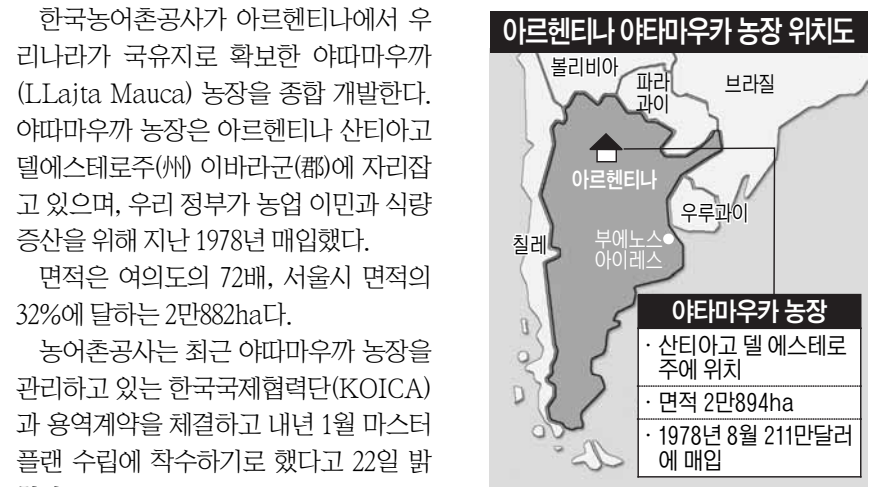 한국농어촌공사가 아르헨티나에서 우
리나라가 국유지로 확보한 야따마우까
(LLajta Mauca) 농장을 종합 개발한다.
야따마우까 농장은 아르헨티나 산티아고
델에스테로주(州) 이바라군(郡)에 자리잡
고 있으며, 우리 정부가 농업 이민과 식량
증산을 위해 지난 1978년 매입했다.
면적은 여의도의 72배, 서울시 면적의
32%에 달하는 2만882ha다.
농어촌공사는 최근 야따마우까 농장을
관리하고 있는 한국국제협력단(KOICA)
과 용역계약을 체결하고 내년 1월 마스터
플랜 수립에 착수하기로 했다고 22일 밝
아르헨티나 야타마우카 농장 위치도
볼리비아
파라
과이
브라질
아르헨티나
우루과이
칠레
부에노스
아이레스
야타마우카 농장
· 산티아고 델 에스테로
주에 위치
· 면적 2만894ha
· 1978년 8월 211만달러
에 매입